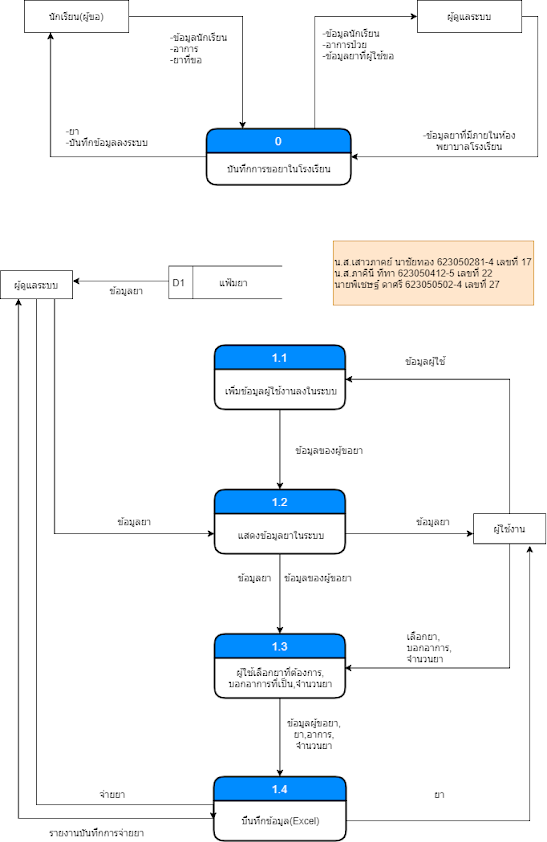 นักเรียน(ผู้ขอ)
ผู้ดูแลระบบ
-ข้อมูลนักเรียน
-อาการ
-ยาที่ขอ
-ข้อมูลนักเรียน
-อาการป่วย
-ข้อมูลยาที่ผู้ใช้ขอ
-ยา
-บันทึกข้อมูลลงระบบ
0
บันทึกการขอยาในโรงเรียน
-ข้อมูลยาที่มีภายในห้อง
พยาบาลโรงเรียน
น.ส.เสาวภาคย์ นาชัยทอง 623050281-4 เลขที่ 17
น.ส.ภาคินี ทิทา 623050412-5 เลขที่ 22
นายพิเชษฐ์ ดาศรี 623050502-4 เลขที่ 27
ผู้ดูแลระบบ
ข้อมูลยา
D1
แฟ้มยา
1.1
เพิ่มข้อมูลผู้ใช้งานลงในระบบ
ข้อมูลผู้ใช้
ข้อมูลของผู้ขอยา
1.2
แสดงข้อมูลยาในระบบ
ข้อมูลยา
ข้อมูลยา
ผู้ใช้งาน
ข้อมูลยา
ข้อมูลของผู้ขอยา
1.3
ผู้ใช้เลือกยาที่ต้องการ,
บอกอาการที่เป็น,จำนวนยา
เลือกยา,
บอกอาการ,
จำนวนยา
ข้อมูลผู้ขอยา,
ยา,อาการ,
จำนวนยา
1.4
บันทึกข้อมูล(Excel)
จ่ายยา
ยา
รายงานบันทึกการจ่ายยา